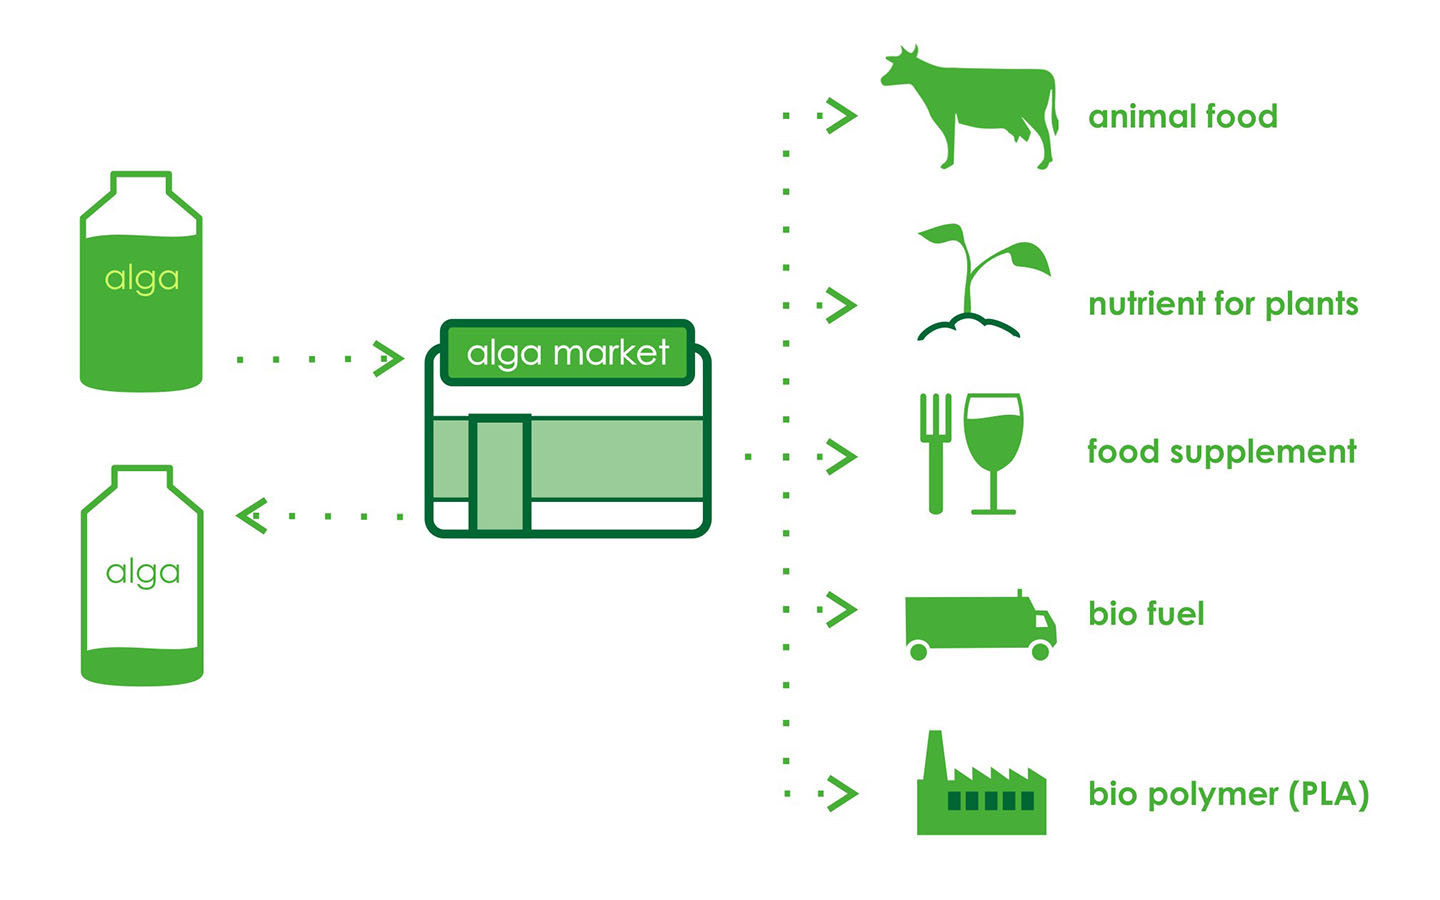 alga
alga
alga market
animal food
nutrient for plants
food supplement
bio fuel
bio polymer (PLA)